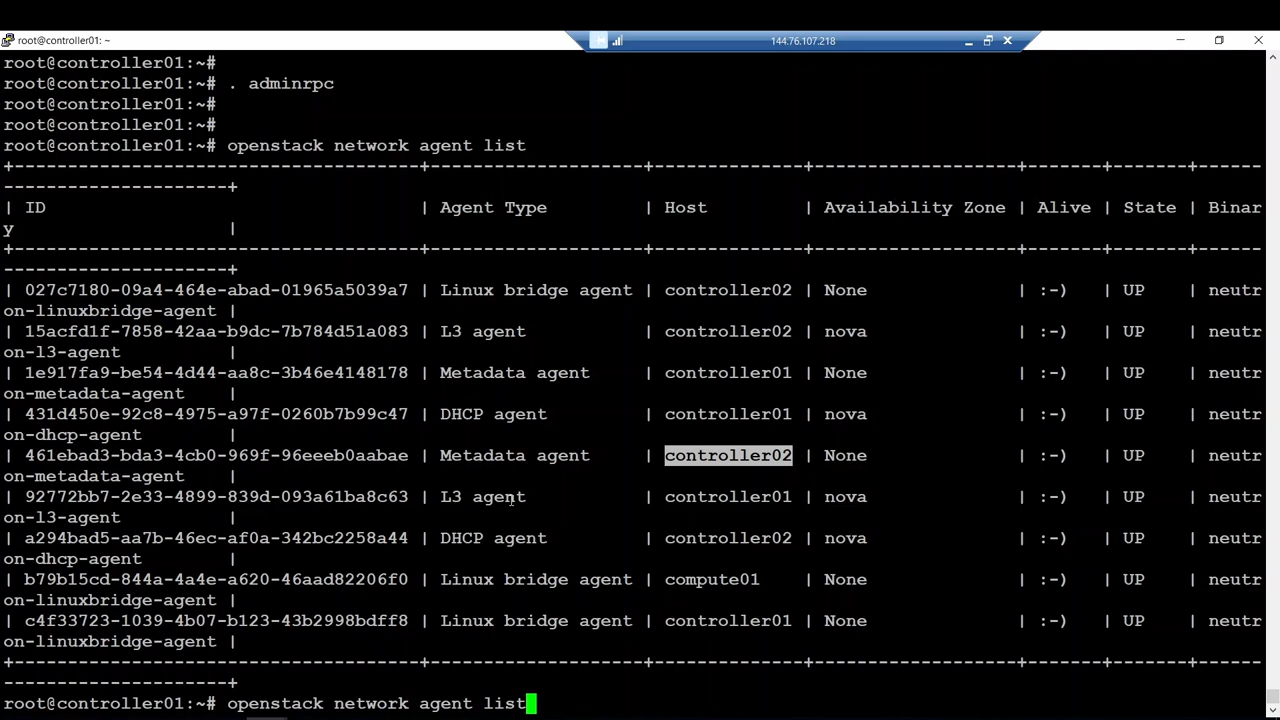 root@controller01: ~
144.76.107.218
root@controller01:~#
root@controller01:~# . adminrpc
root@controller01:~#
root@controller01:~#
root@controller01:~# openstack network agent list
+--------------------------------------+--------------------+--------------+-------------------+-------+-------+-----
---------------------+
| ID | Agent Type | Host | Availability Zone | Alive | State | Binar
y |
+--------------------------------------+--------------------+--------------+-------------------+-------+-------+-----
---------------------+
| 027c7180-09a4-464e-abad-01965a5039a7 | Linux bridge agent | controller02 | None | :-) | UP | neutr
on-linuxbridge-agent |
| 15acfd1f-7858-42aa-b9dc-7b784d51a083 | L3 agent | controller02 | nova | :-) | UP | neutr
on-l3-agent |
| 1e917fa9-be54-4d44-aa8c-3b46e4148178 | Metadata agent | controller01 | None | :-) | UP | neutr
on-metadata-agent |
| 431d450e-92c8-4975-a97f-0260b7b99c47 | DHCP agent | controller01 | nova | :-) | UP | neutr
on-dhcp-agent |
| 461ebad3-bda3-4cb0-969f-96eeeb0aabae | Metadata agent | controller02 | None | :-) | UP | neutr
on-metadata-agent |
| 92772bb7-2e33-4899-839d-093a61ba8c63 | L3 agent | controller01 | nova | :-) | UP | neutr
on-l3-agent |
| a294bad5-aa7b-46ec-af0a-342bc2258a44 | DHCP agent | controller02 | nova | :-) | UP | neutr
on-dhcp-agent |
| b79b15cd-844a-4a4e-a620-46aad82206f0 | Linux bridge agent | compute01 | None | :-) | UP | neutr
on-linuxbridge-agent |
| c4f33723-1039-4b07-b123-43b2998bdff8 | Linux bridge agent | controller01 | None | :-) | UP | neutr
on-linuxbridge-agent |
+--------------------------------------+--------------------+--------------+-------------------+-------+-------+-----
---------------------+
root@controller01:~# openstack network agent list